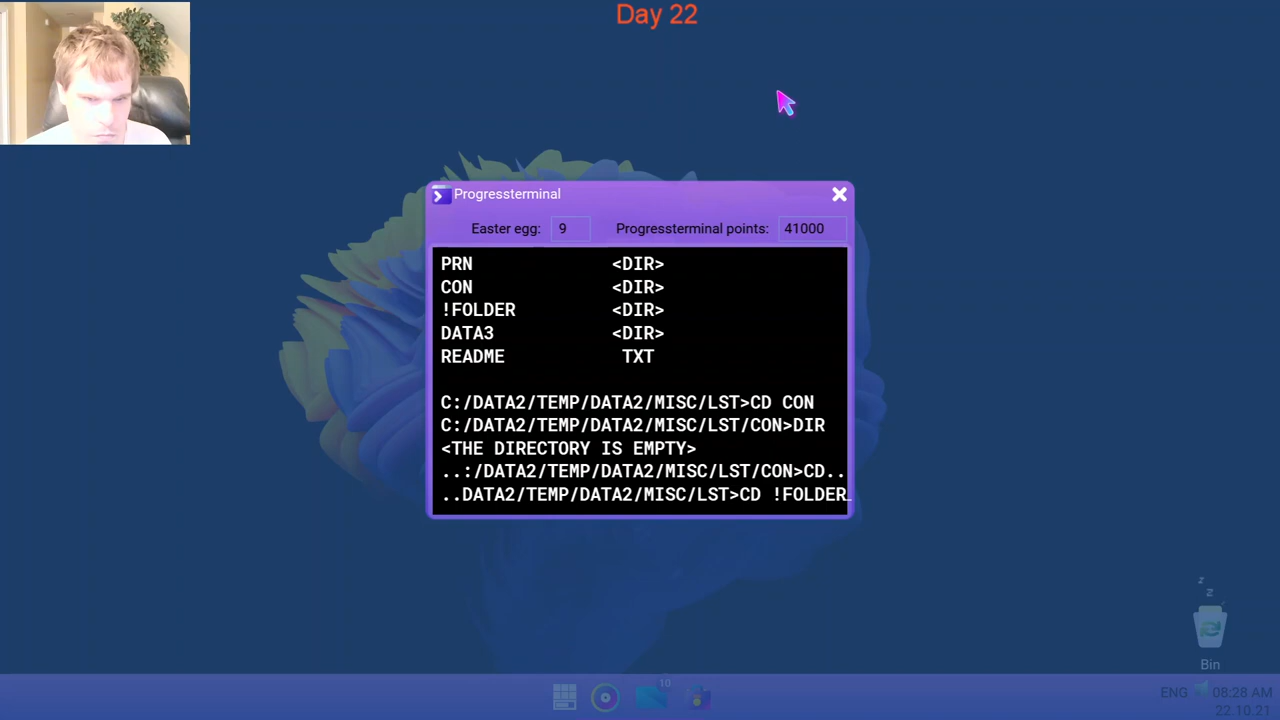 Day 22
Progressterminal
Easter egg: 9 Progressterminal points: 41000
PRN <DIR>
CON <DIR>
!FOLDER <DIR>
DATA3 <DIR>
README TXT
C:/DATA2/TEMP/DATA2/MISC/LST>CD CON
C:/DATA2/TEMP/DATA2/MISC/LST/CON>DIR
<THE DIRECTORY IS EMPTY>
..:/DATA2/TEMP/DATA2/MISC/LST/CON>CD..
..DATA2/TEMP/DATA2/MISC/LST>CD !FOLDER_
z
z
Bin
10
ENG 08:28 AM
22.10.21